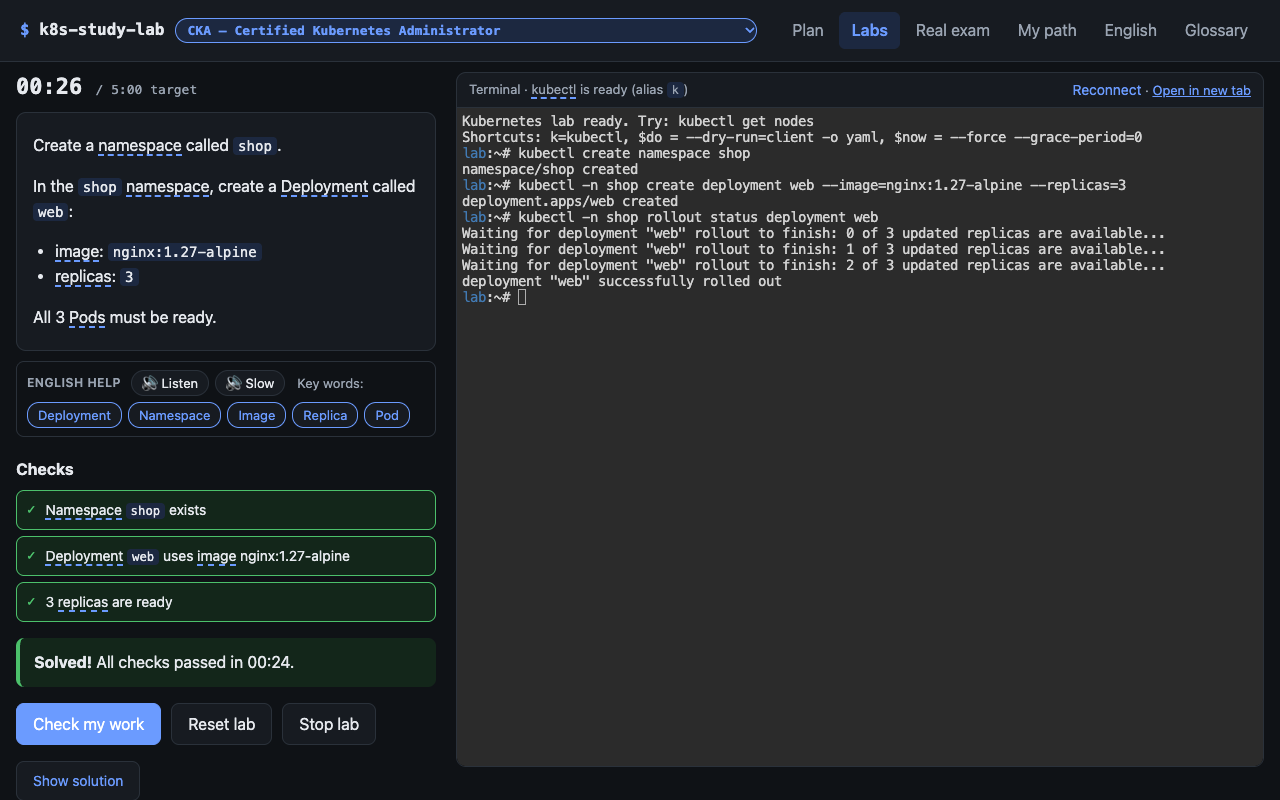 $ k8s-study-lab
CKA — Certified Kubernetes Administrator
Plan
Labs
Real exam
My path
English
Glossary
00:26 / 5:00 target
Create a namespace called shop.
In the shop namespace, create a Deployment called
web:
• image: nginx:1.27-alpine
• replicas: 3
All 3 Pods must be ready.
ENGLISH HELP
Listen
Slow
Key words:
Deployment
Namespace
Image
Replica
Pod
Checks
✓ Namespace shop exists
✓ Deployment web uses image nginx:1.27-alpine
✓ 3 replicas are ready
Solved! All checks passed in 00:24.
Check my work
Reset lab
Stop lab
Show solution
Terminal · kubectl is ready (alias k)
Reconnect · Open in new tab
Kubernetes lab ready. Try: kubectl get nodes
Shortcuts: k=kubectl, $do = --dry-run=client -o yaml, $now = --force --grace-period=0
lab:~# kubectl create namespace shop
namespace/shop created
lab:~# kubectl -n shop create deployment web --image=nginx:1.27-alpine --replicas=3
deployment.apps/web created
lab:~# kubectl -n shop rollout status deployment web
Waiting for deployment "web" rollout to finish: 0 of 3 updated replicas are available...
Waiting for deployment "web" rollout to finish: 1 of 3 updated replicas are available...
Waiting for deployment "web" rollout to finish: 2 of 3 updated replicas are available...
deployment "web" successfully rolled out
lab:~#